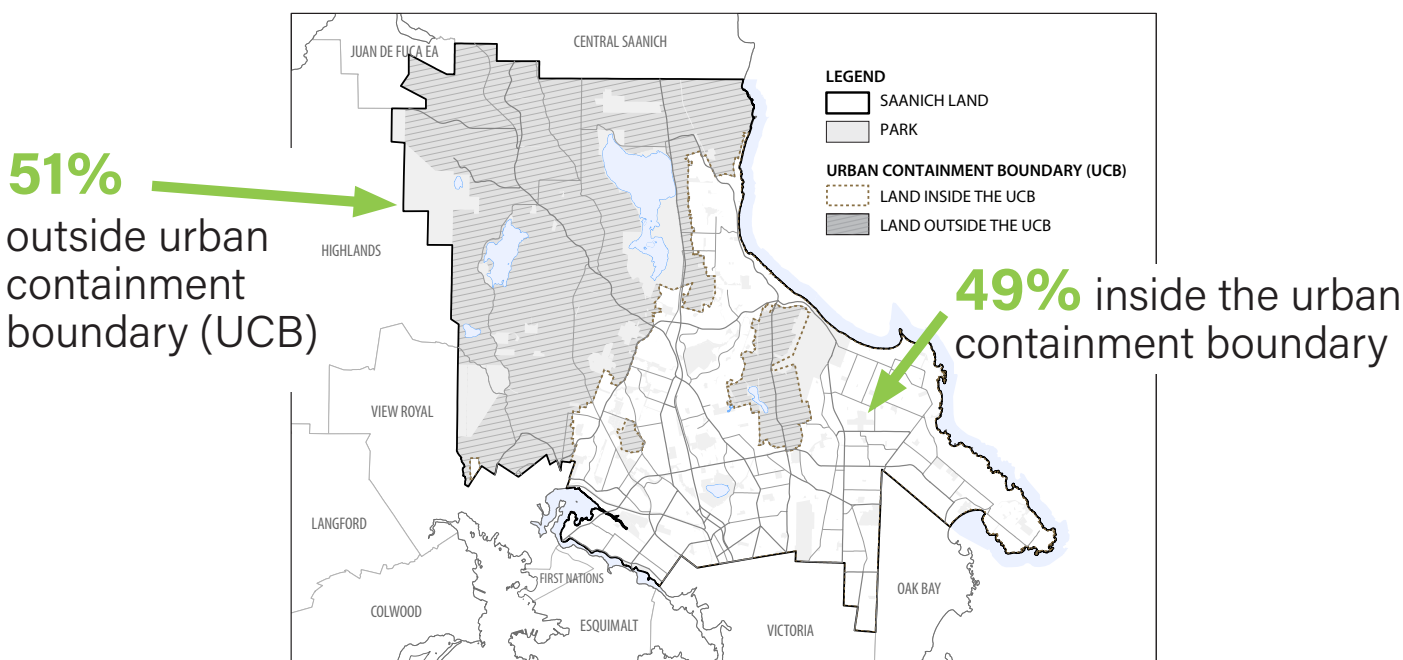 JUAN DE FUCA EA
CENTRAL SAANICH
LEGEND
SAANICH LAND
PARK
URBAN CONTAINMENT BOUNDARY (UCB)
LAND INSIDE THE UCB
LAND OUTSIDE THE UCB
51%
outside urban
containment
boundary (UCB)
HIGHLANDS
49% inside the urban
containment boundary
VIEW ROYAL
LANGFORD
FIRST NATIONS
OAK BAY
COLWOOD
ESQUIMALT
VICTORIA